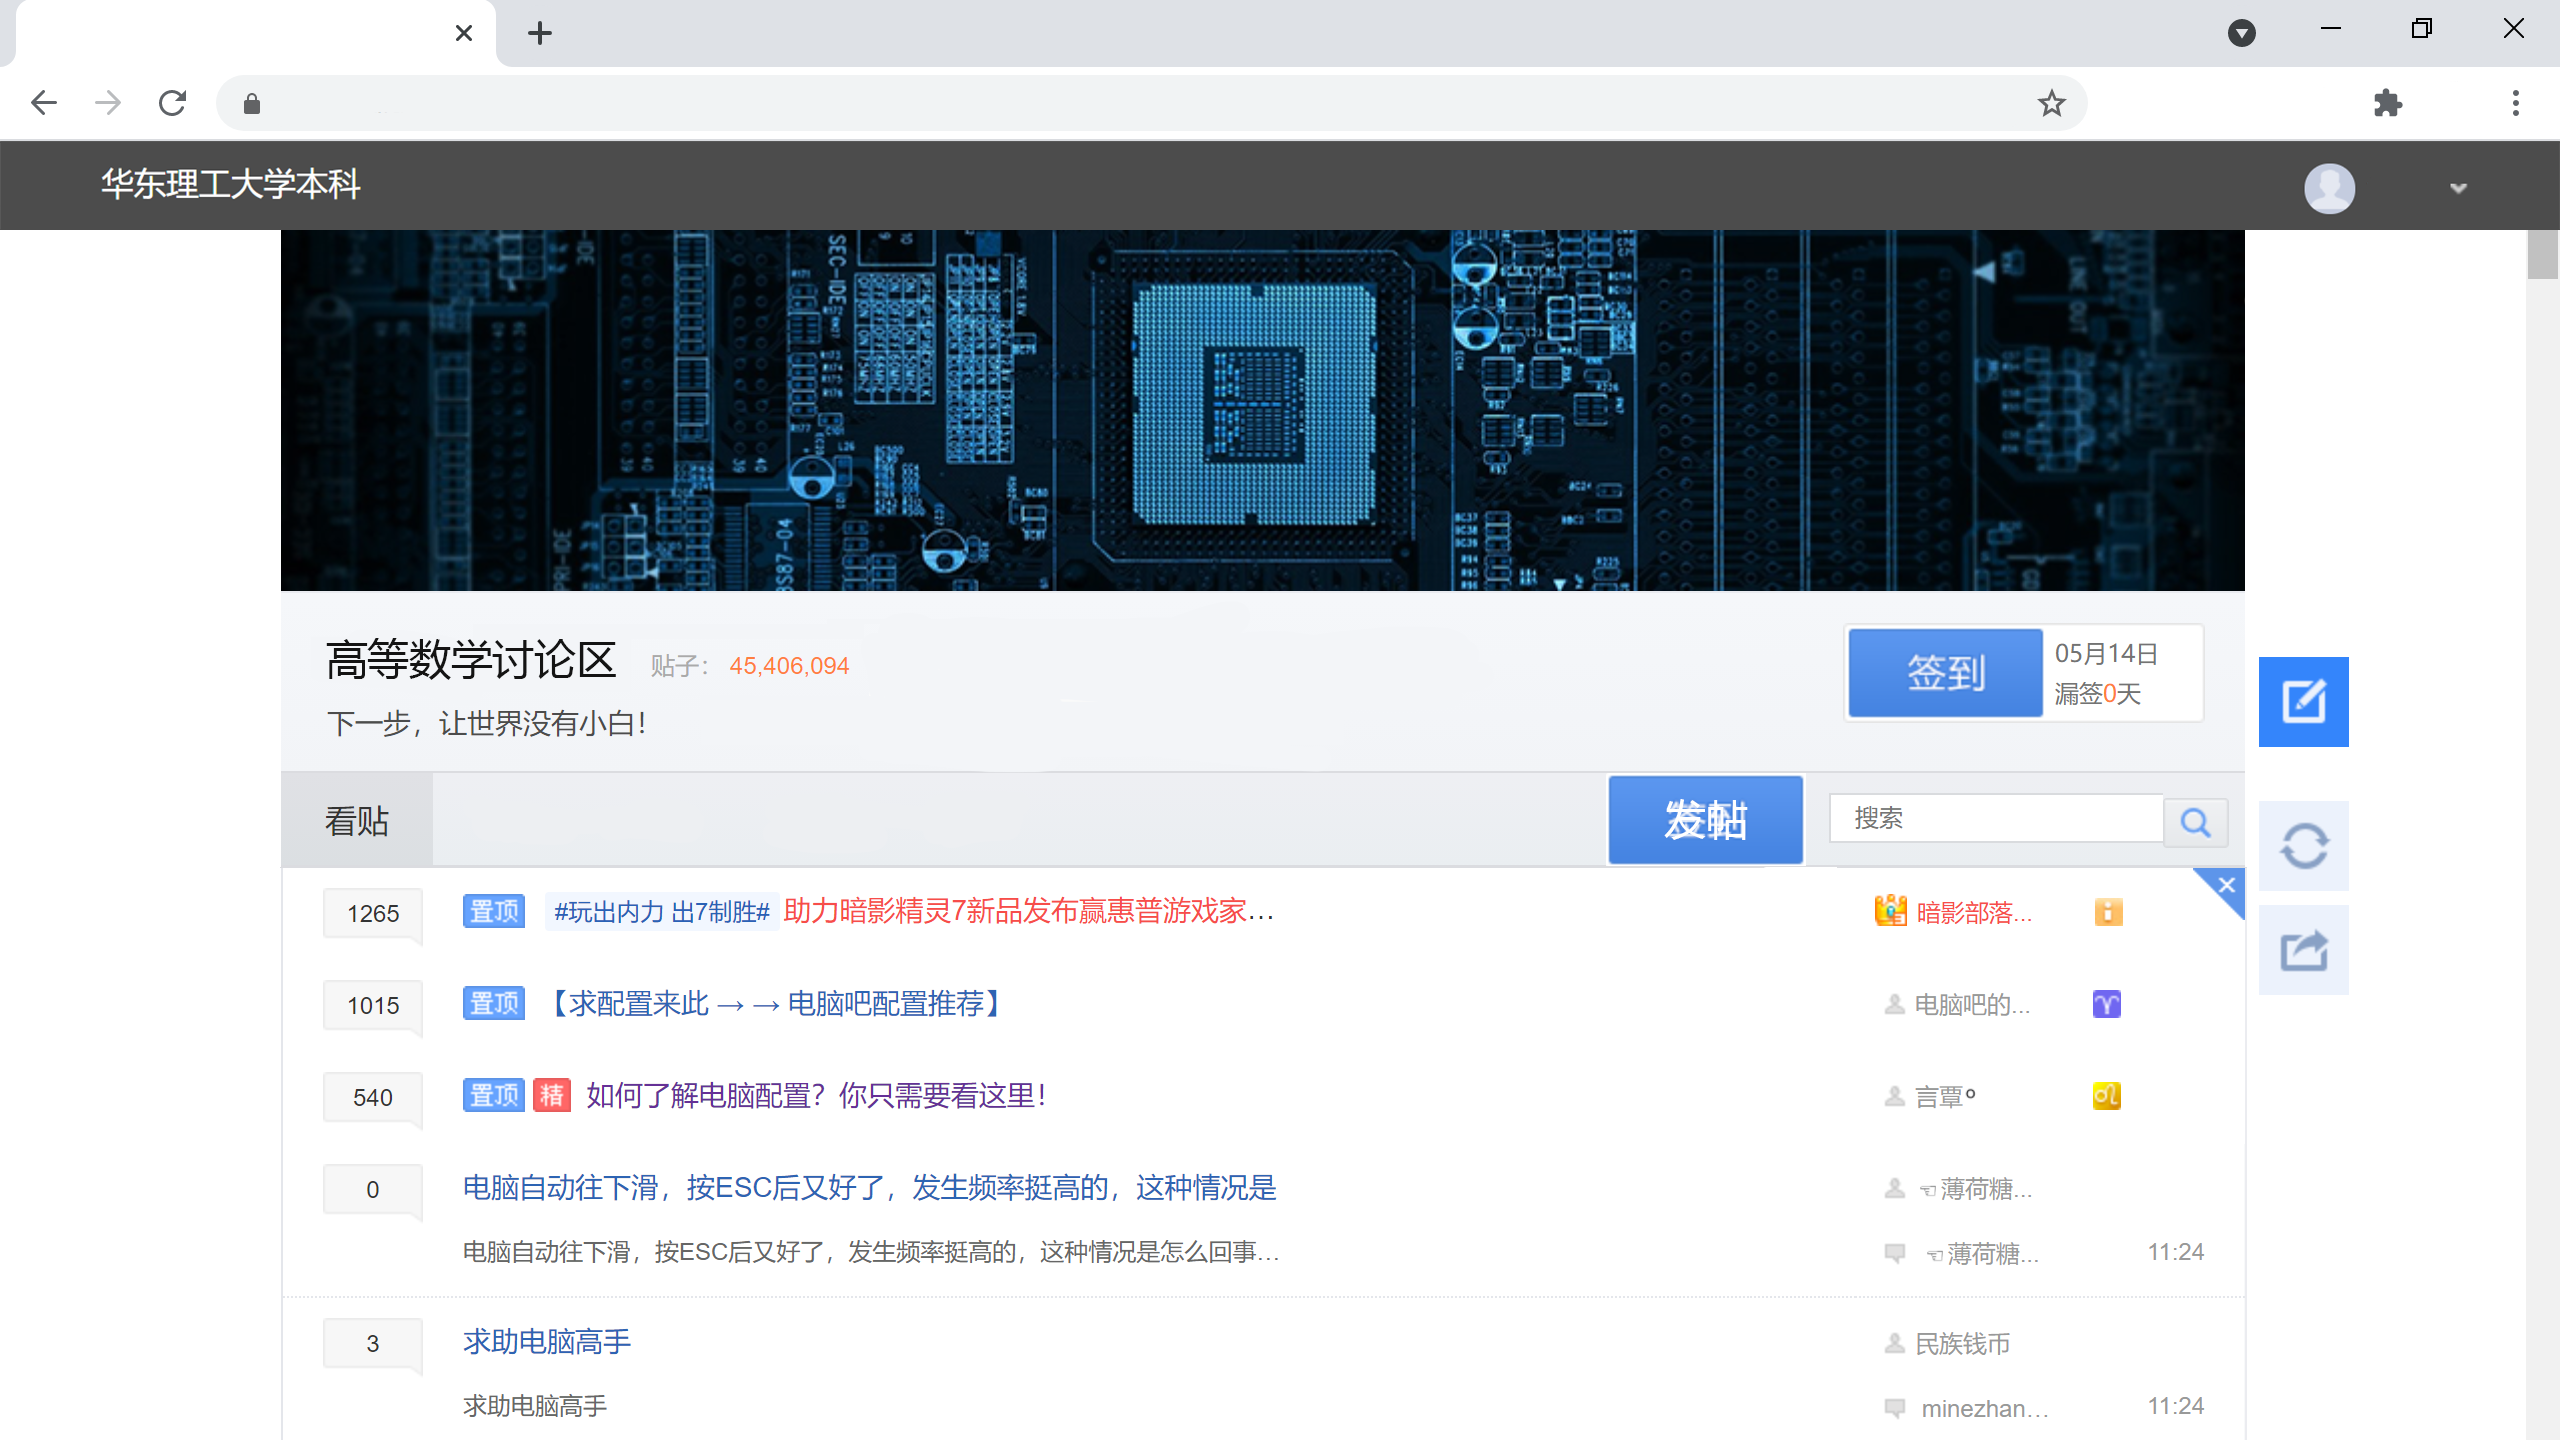 华东理工大学本科
SEC-IDE
PRI-IDE
LINE OUT
高等数学讨论区 贴子： 45,406,094
签到 05月14日
漏签0天
下一步，让世界没有小白！
看贴 发帖 搜索
1265 置顶 #玩出内力 出7制胜# 助力暗影精灵7新品发布赢惠普游戏家… 暗影部落...
1015 置顶 【求配置来此 → → 电脑吧配置推荐】 电脑吧的...
540 置顶 精 如何了解电脑配置？你只需要看这里！ 言覃º
0 电脑自动往下滑，按ESC后又好了，发生频率挺高的，这种情况是 ☜薄荷糖...
电脑自动往下滑，按ESC后又好了，发生频率挺高的，这种情况是怎么回事… ☜薄荷糖... 11:24
3 求助电脑高手 民族钱币
求助电脑高手 minezhan… 11:24